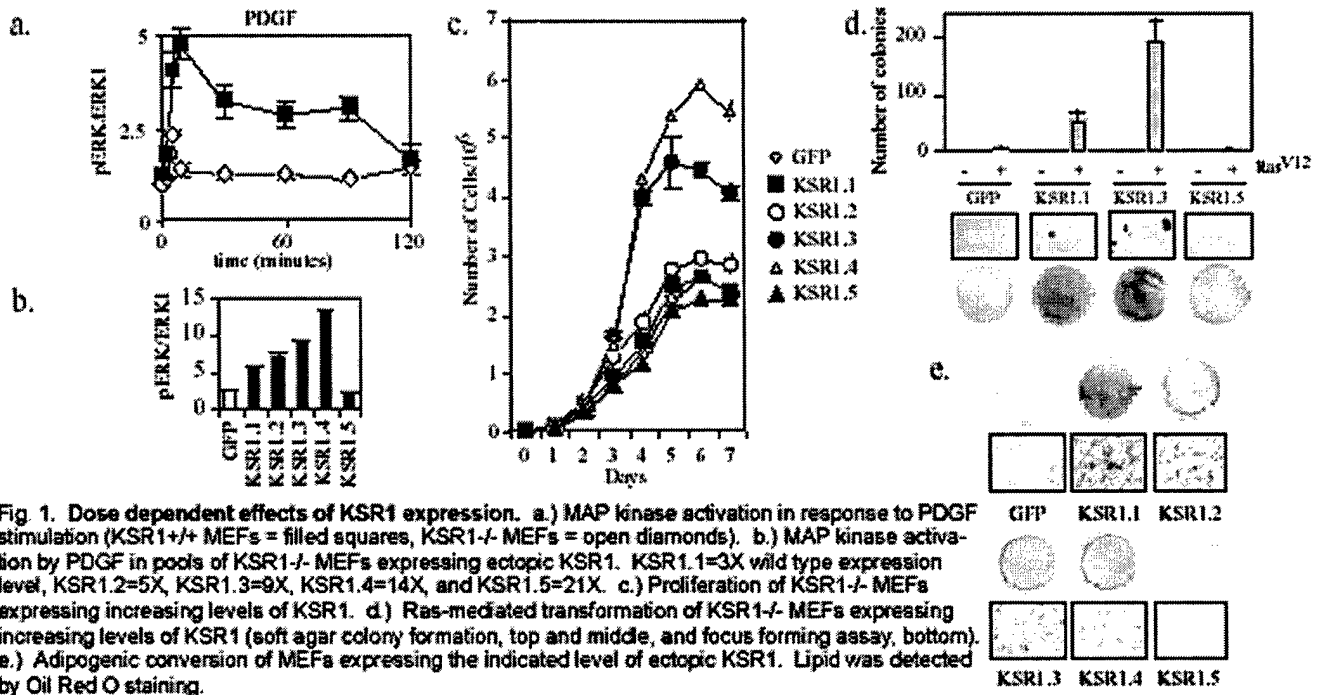 a.
PDGF
pERK/ERK1
5
2.5
0
0 60 120
time (minutes)
b.
pERK/ERK1
15
10
5
0
GFP
KSR1.1
KSR1.2
KSR1.3
KSR1.4
KSR1.5
c.
Number of Cells/10^6
7
6
5
4
3
2
1
0
0 1 2 3 4 5 6 7
Days
GFP
KSR1.1
KSR1.2
KSR1.3
KSR1.4
KSR1.5
d.
Number of colonies
200
100
0
- + - + - + - + Ras^V12
GFP KSR1.1 KSR1.3 KSR1.5
e.
GFP KSR1.1 KSR1.2
KSR1.3 KSR1.4 KSR1.5
Fig. 1. Dose dependent effects of KSR1 expression. a.) MAP kinase activation in response to PDGF
stimulation (KSR1+/+ MEFs = filled squares, KSR1-/- MEFs = open diamonds). b.) MAP kinase activa-
tion by PDGF in pools of KSR1-/- MEFs expressing ectopic KSR1. KSR1.1=3X wild type expression
level, KSR1.2=5X, KSR1.3=9X, KSR1.4=14X, and KSR1.5=21X. c.) Proliferation of KSR1-/- MEFs
expressing increasing levels of KSR1. d.) Ras-mediated transformation of KSR1-/- MEFs expressing
increasing levels of KSR1 (soft agar colony formation, top and middle, and focus forming assay, bottom).
e.) Adipogenic conversion of MEFs expressing the indicated level of ectopic KSR1. Lipid was detected
by Oil Red O staining.